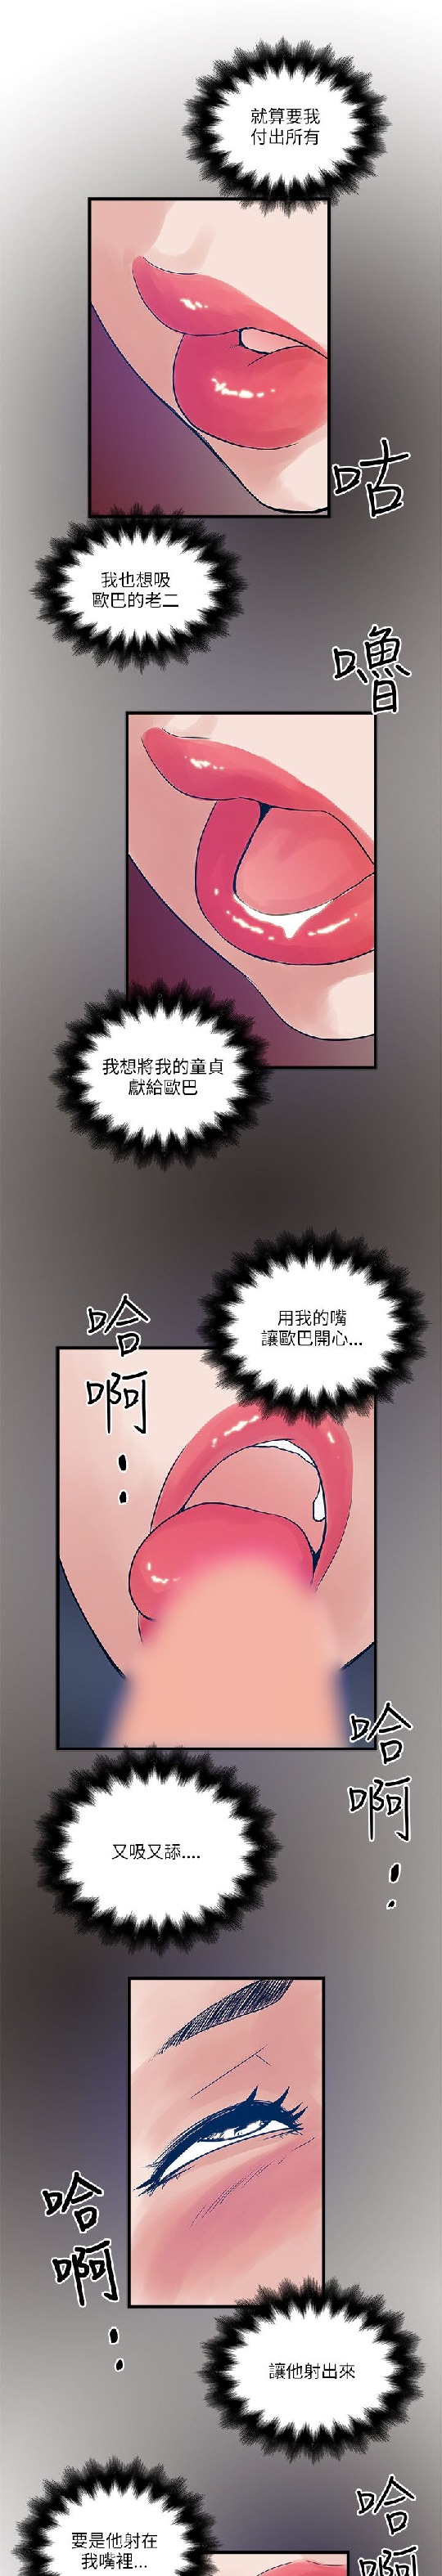 就算要我
付出所有
咕
我也想吸
歐巴的老二
嚕
我想將我的童貞
獻給歐巴
用我的嘴
讓歐巴開心...
哈
啊
：
又吸又舔....
哈
啊
：
哈
啊
：
讓他射出來
要是他射在
我嘴裡...
哈
啊